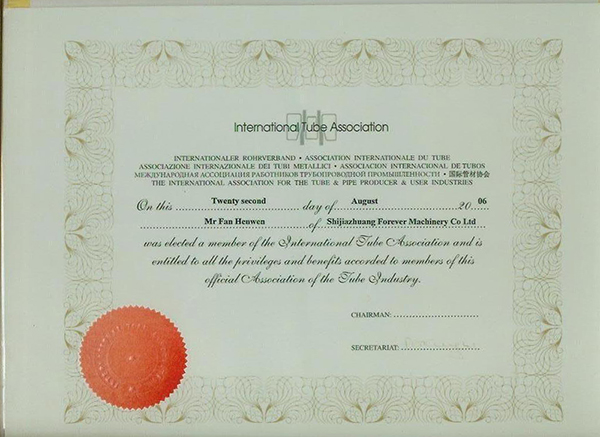 International Tube Association
INTERNATIONALER ROHRVERBAND • ASSOCIATION INTERNATIONALE DU TUBE
ASSOCIAZIONE INTERNAZIONALE DEI TUBI METALLICI • ASSOCIACION INTERNACIONAL DE TUBOS
МЕЖДУНАРОДНАЯ АССОЦИАЦИЯ РАБОТНИКОВ ТРУБОПРОВОДНОЙ ПРОМЫШЛЕННОСТИ • 国际管材协会
THE INTERNATIONAL ASSOCIATION FOR THE TUBE & PIPE PRODUCER & USER INDUSTRIES
On this Twenty second day of August 20 06
Mr Fan Heuwen of Shijiazhuang Forever Machinery Co Ltd
was elected a member of the International Tube Association and is
entitled to all the privileges and benefits accorded to members of this
official Association of the Tube Industry.
CHAIRMAN:
SECRETARIAT: